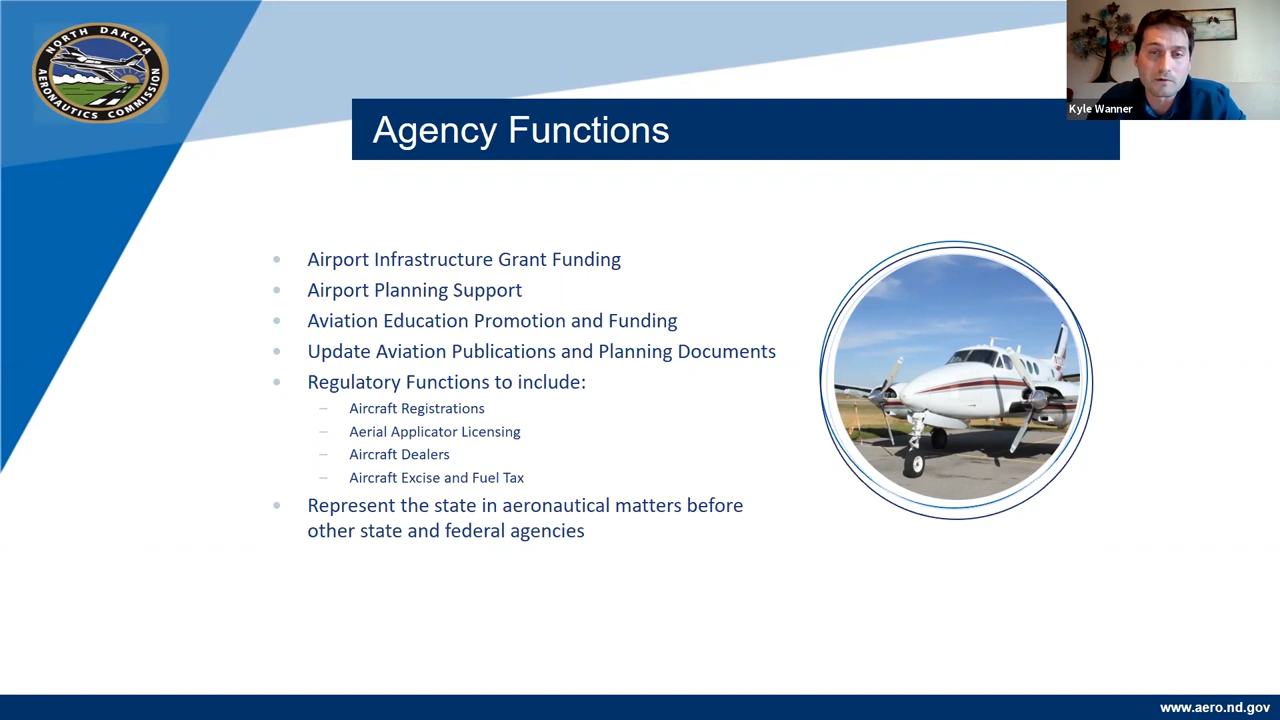 NORTH DAKOTA
AERONAUTICS COMMISSION
Kyle Wanner
Agency Functions
Airport Infrastructure Grant Funding
Airport Planning Support
Aviation Education Promotion and Funding
Update Aviation Publications and Planning Documents
Regulatory Functions to include:
Aircraft Registrations
Aerial Applicator Licensing
Aircraft Dealers
Aircraft Excise and Fuel Tax
Represent the state in aeronautical matters before
other state and federal agencies
www.aero.nd.gov